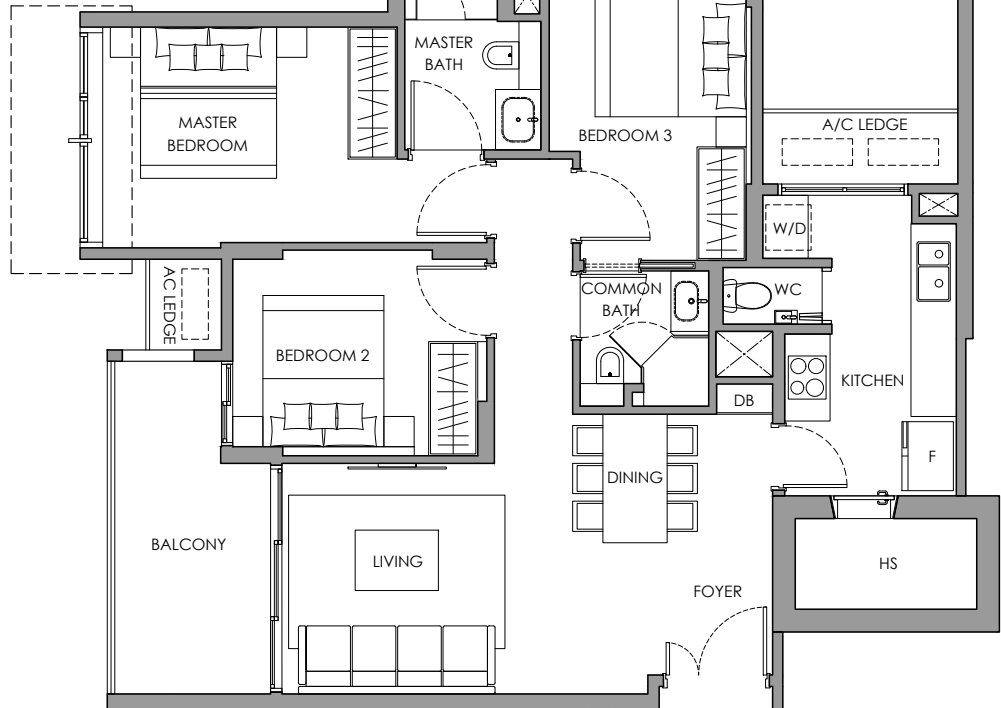 MASTER
BATH
MASTER
BEDROOM
BEDROOM 3
A/C LEDGE
W/D
AC LEDGE
COMMON
BATH
WC
BEDROOM 2
KITCHEN
DB
DINING
F
BALCONY
LIVING
HS
FOYER